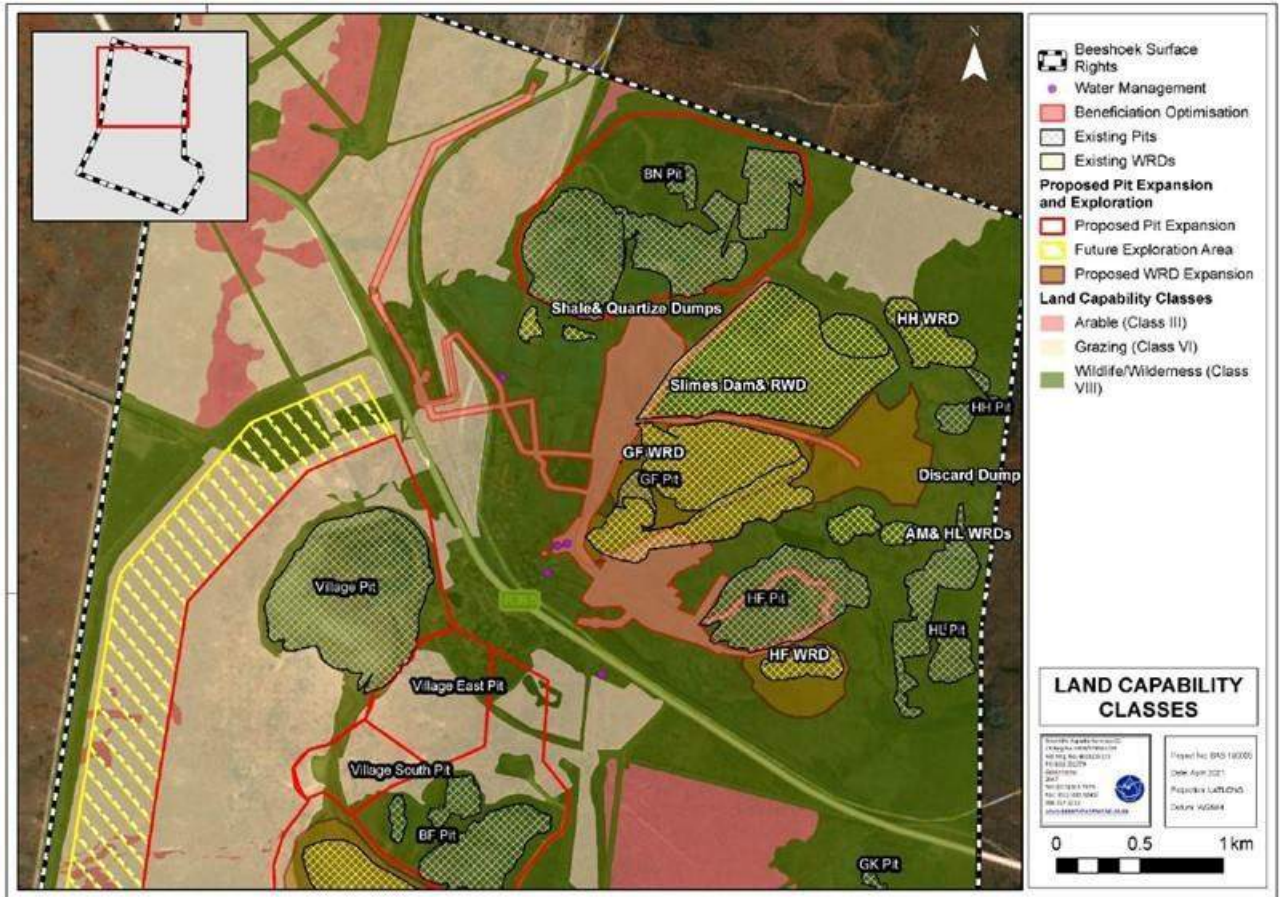 N
BN Pit
Shale& Quartize Dumps
HH WRD
Slimes Dam& RWD
HH Pit
GF WRD
GF Pit
Discard Dump
AM& HL WRDs
Village Pit
HF Pit
HL Pit
HF WRD
Village East Pit
Village South Pit
BF Pit
GK Pit
Beeshoek Surface
Rights
Water Management
Beneficiation Optimisation
Existing Pits
Existing WRDs
Proposed Pit Expansion
and Exploration
Proposed Pit Expansion
Future Exploration Area
Proposed WRD Expansion
Land Capability Classes
Arable (Class III)
Grazing (Class VI)
Wildlife/Wilderness (Class
VIII)
LAND CAPABILITY
CLASSES
Date: April 2021
0 0.5 1 km